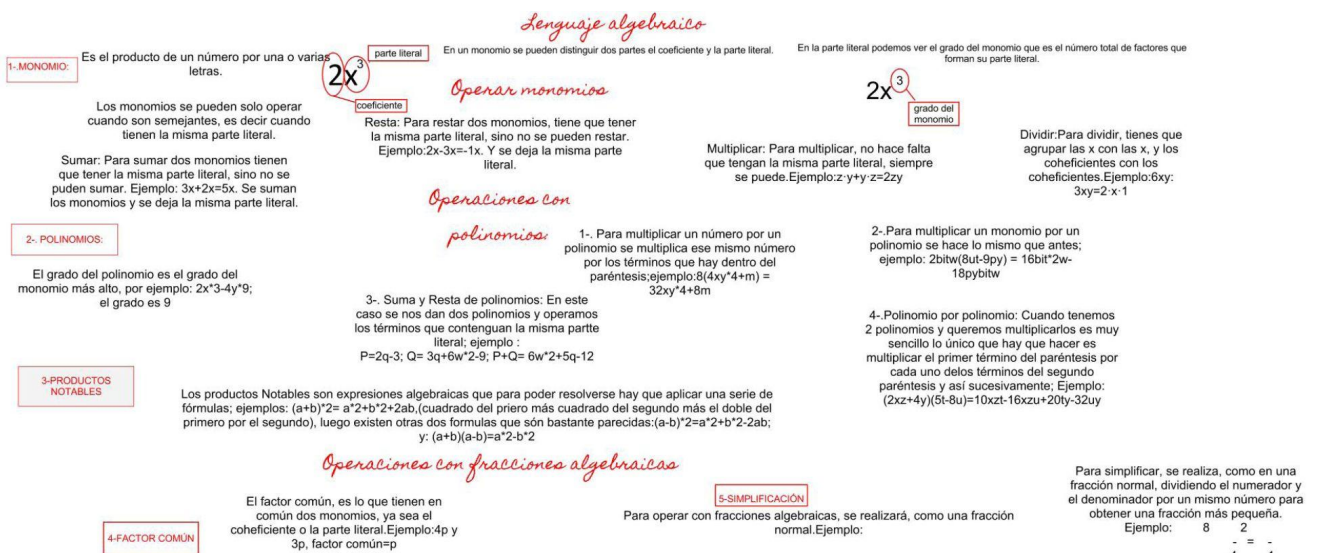 Lenguaje algebraico
1-.MONOMIO:
Es el producto de un número por una o varias
letras.
2x
3
parte literal
coeficiente
En un monomio se pueden distinguir dos partes el coeficiente y la parte literal.
En la parte literal podemos ver el grado del monomio que es el número total de factores que
forman su parte literal.
2x
3
grado del
monomio
Los monomios se pueden solo operar
cuando son semejantes, es decir cuando
tienen la misma parte literal.
Operar monomios
Sumar: Para sumar dos monomios tienen
que tener la misma parte literal, sino no se
puden sumar. Ejemplo: 3x+2x=5x. Se suman
los monomios y se deja la misma parte literal.
Resta: Para restar dos monomios, tiene que tener
la misma parte literal, sino no se pueden restar.
Ejemplo:2x-3x=-1x. Y se deja la misma parte
literal.
Multiplicar: Para multiplicar, no hace falta
que tengan la misma parte literal, siempre
se puede.Ejemplo:z·y+y·z=2zy
Dividir:Para dividir, tienes que
agrupar las x con las x, y los
coheficientes con los
coheficientes.Ejemplo:6xy:
3xy=2·x·1
2-. POLINOMIOS:
El grado del polinomio es el grado del
monomio más alto, por ejemplo: 2x*3-4y*9;
el grado es 9
Operaciones con
polinomios:
1-. Para multiplicar un número por un
polinomio se multiplica ese mismo número
por los términos que hay dentro del
paréntesis;ejemplo:8(4xy*4+m) =
32xy*4+8m
2-.Para multiplicar un monomio por un
polinomio se hace lo mismo que antes;
ejemplo: 2bitw(8ut-9py) = 16bit*2w-
18pybitw
3-. Suma y Resta de polinomios: En este
caso se nos dan dos polinomios y operamos
los términos que contenguan la misma partte
literal; ejemplo :
P=2q-3; Q= 3q+6w*2-9; P+Q= 6w*2+5q-12
4-.Polinomio por polinomio: Cuando tenemos
2 polinomios y queremos multiplicarlos es muy
sencillo lo único que hay que hacer es
multiplicar el primer término del paréntesis por
cada uno delos términos del segundo
paréntesis y así sucesivamente; Ejemplo:
(2xz+4y)(5t-8u)=10xzt-16xzu+20ty-32uy
3-PRODUCTOS
NOTABLES
Los productos Notables son expresiones algebraicas que para poder resolverse hay que aplicar una serie de
fórmulas; ejemplos: (a+b)*2= a*2+b*2+2ab,(cuadrado del priero más cuadrado del segundo más el doble del
primero por el segundo), luego existen otras dos formulas que són bastante parecidas:(a-b)*2=a*2+b*2-2ab;
y: (a+b)(a-b)=a*2-b*2
Operaciones con fracciones algebraicas
4-FACTOR COMÚN
El factor común, es lo que tienen en
común dos monomios, ya sea el
coheficiente o la parte literal.Ejemplo:4p y
3p, factor común=p
5-SIMPLIFICACIÓN
Para operar con fracciones algebraicas, se realizará, como una fracción
normal.Ejemplo:
Para simplificar, se realiza, como en una
fracción normal, dividiendo el numerador y
el denominador por un mismo número para
obtener una fracción más pequeña.
Ejemplo: 8 2
- = -